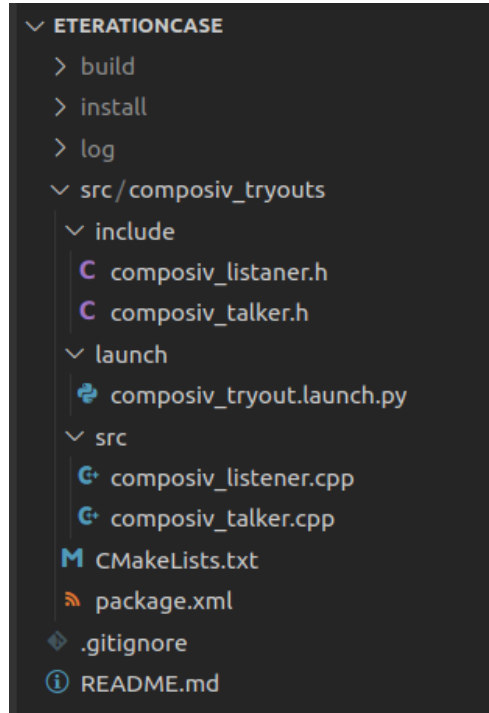 ETERATIONCASE
build
install
log
src/composiv_tryouts
include
C composiv_listaner.h
C composiv_talker.h
launch
composiv_tryout.launch.py
src
C+ composiv_listener.cpp
C+ composiv_talker.cpp
M CMakeLists.txt
package.xml
.gitignore
README.md